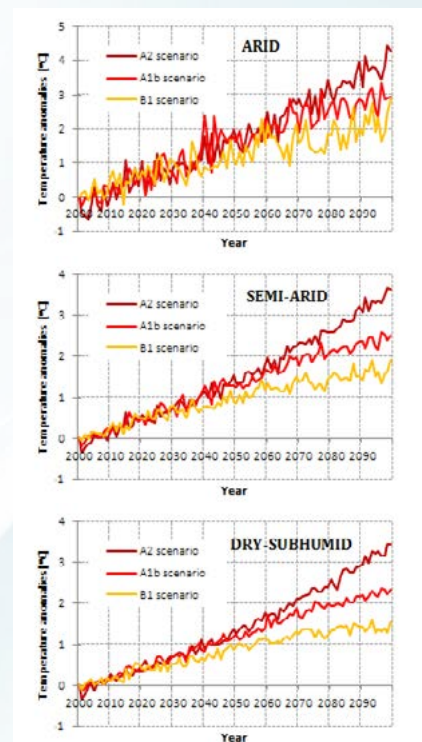 ARID
A2 scenario
A1b scenario
B1 scenario
Temperature anomalies [ºC]
5
4
3
2
1
0
-1
2000 2010 2020 2030 2040 2050 2060 2070 2080 2090
Year
SEMI-ARID
A2 scenario
A1b scenario
B1 scenario
Temperature anomalies [ºC]
4
3
2
1
0
-1
2000 2010 2020 2030 2040 2050 2060 2070 2080 2090
Year
DRY-SUBHUMID
A2 scenario
A1b scenario
B1 scenario
Temperature anomalies [ºC]
4
3
2
1
0
-1
2000 2010 2020 2030 2040 2050 2060 2070 2080 2090
Year